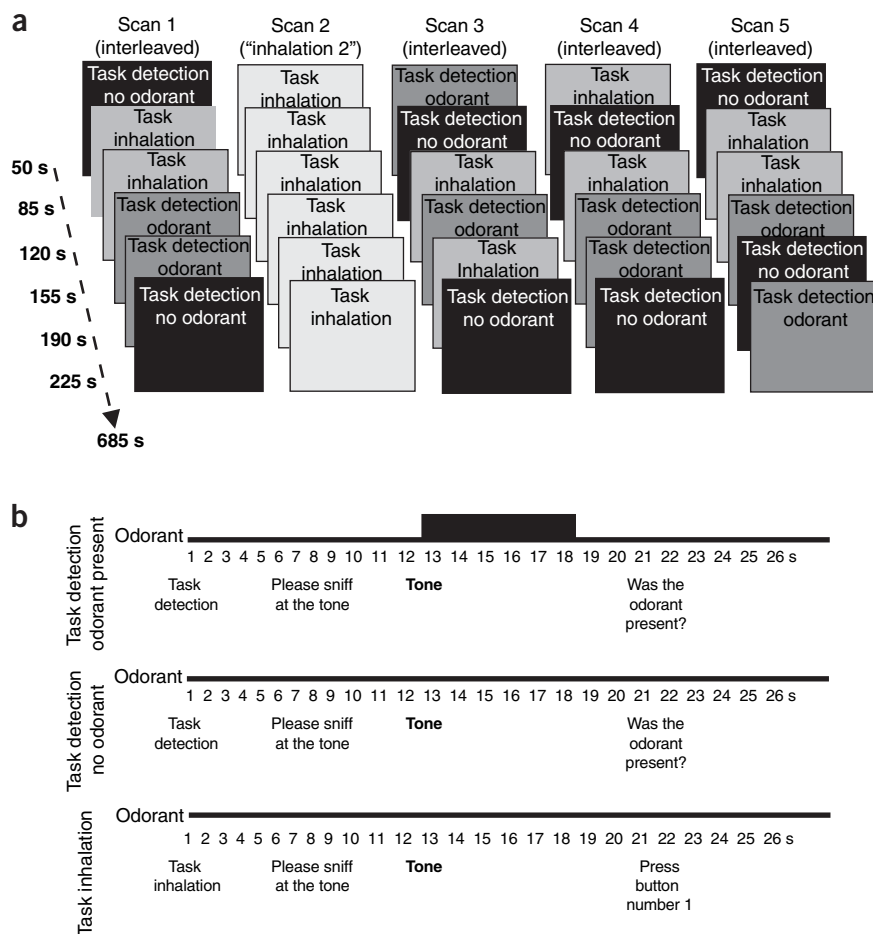 a
Scan 1
(interleaved)
Scan 2
(“inhalation 2”)
Scan 3
(interleaved)
Scan 4
(interleaved)
Scan 5
(interleaved)
Task detection
no odorant
Task
inhalation
Task
inhalation
Task detection
odorant
Task detection
odorant
Task detection
no odorant
Task
inhalation
Task
inhalation
Task
inhalation
Task
inhalation
Task
inhalation
Task
inhalation
Task detection
odorant
Task detection
no odorant
Task
inhalation
Task detection
odorant
Task
Inhalation
Task detection
no odorant
Task
inhalation
Task detection
no odorant
Task
inhalation
Task detection
odorant
Task detection
odorant
Task detection
no odorant
Task detection
no odorant
Task
inhalation
Task
inhalation
Task detection
odorant
Task detection
no odorant
Task detection
odorant
50 s
85 s
120 s
155 s
190 s
225 s
685 s
b
Task detection
odorant present
Odorant
1 2 3 4 5 6 7 8 9 10 11 12 13 14 15 16 17 18 19 20 21 22 23 24 25 26 s
Task
detection
Please sniff
at the tone
Tone
Was the
odorant
present?
Task detection
no odorant
Odorant
1 2 3 4 5 6 7 8 9 10 11 12 13 14 15 16 17 18 19 20 21 22 23 24 25 26 s
Task
detection
Please sniff
at the tone
Tone
Was the
odorant
present?
Task inhalation
Odorant
1 2 3 4 5 6 7 8 9 10 11 12 13 14 15 16 17 18 19 20 21 22 23 24 25 26 s
Task
inhalation
Please sniff
at the tone
Tone
Press
button
number 1